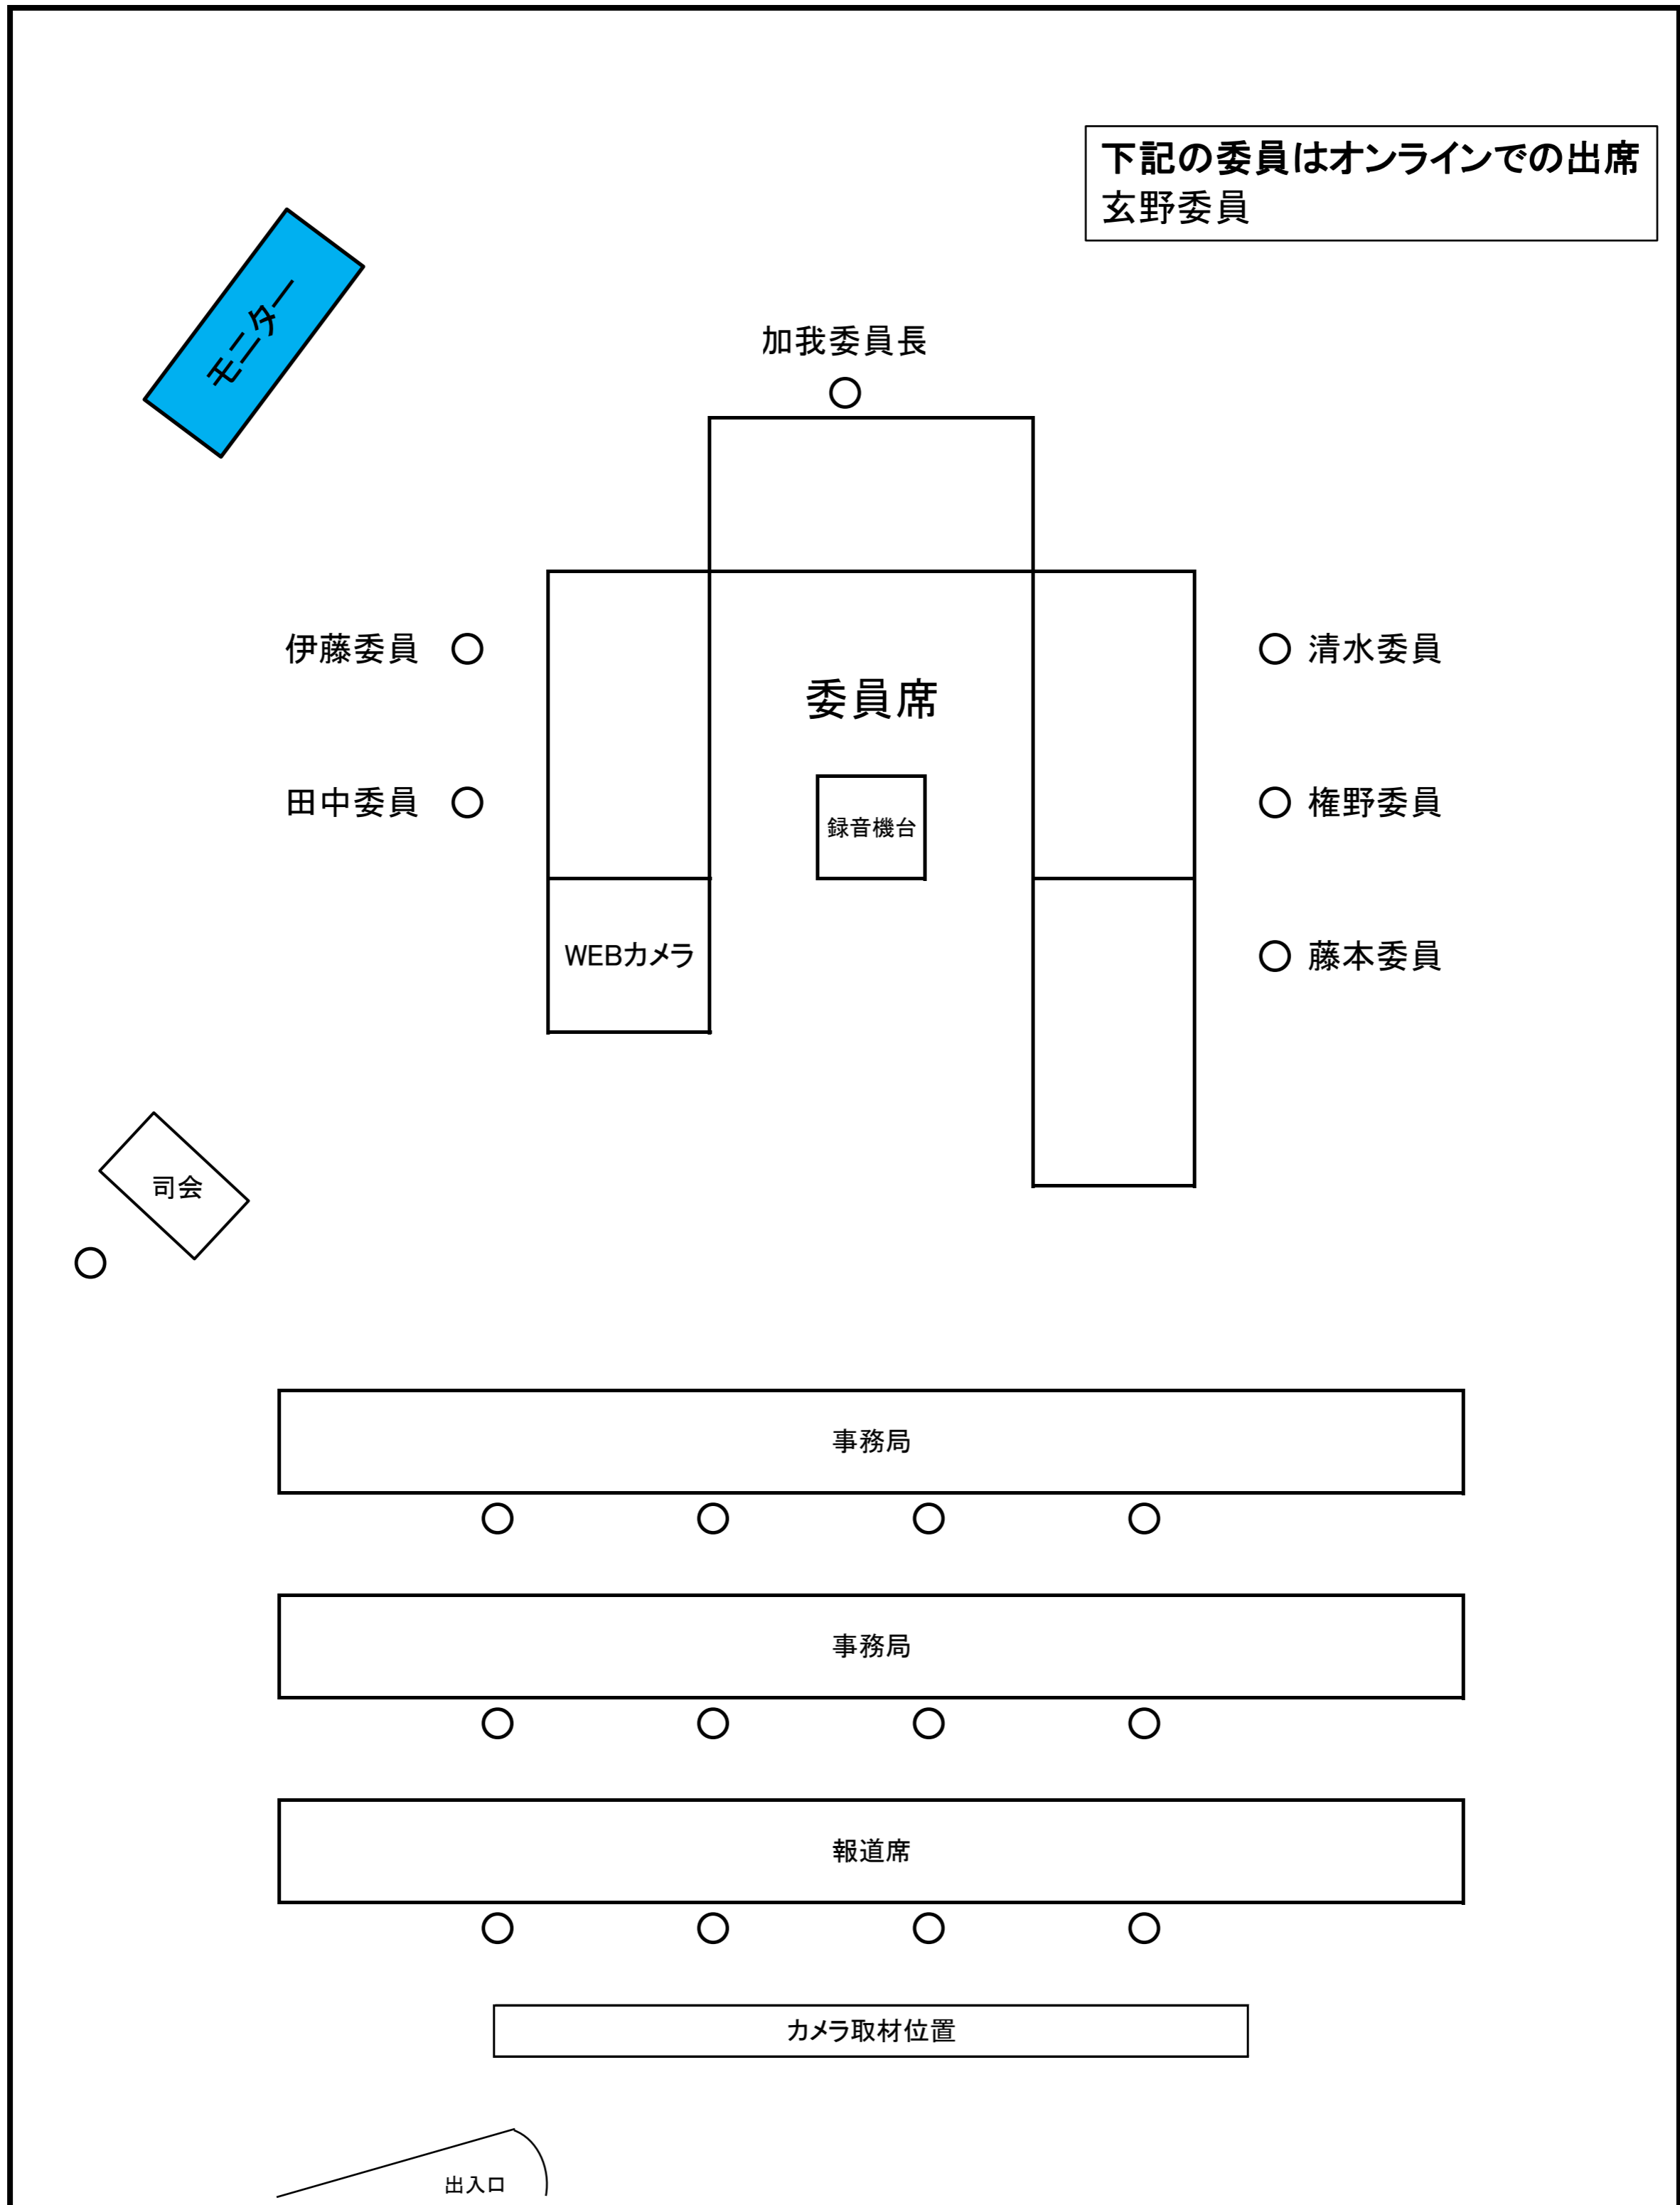 下記の委員はオンラインでの出席
玄野委員
モニター
加我委員長
伊藤委員
清水委員
委員席
田中委員
権野委員
録音機台
WEBカメラ
藤本委員
司会
事務局
事務局
報道席
カメラ取材位置
出入口